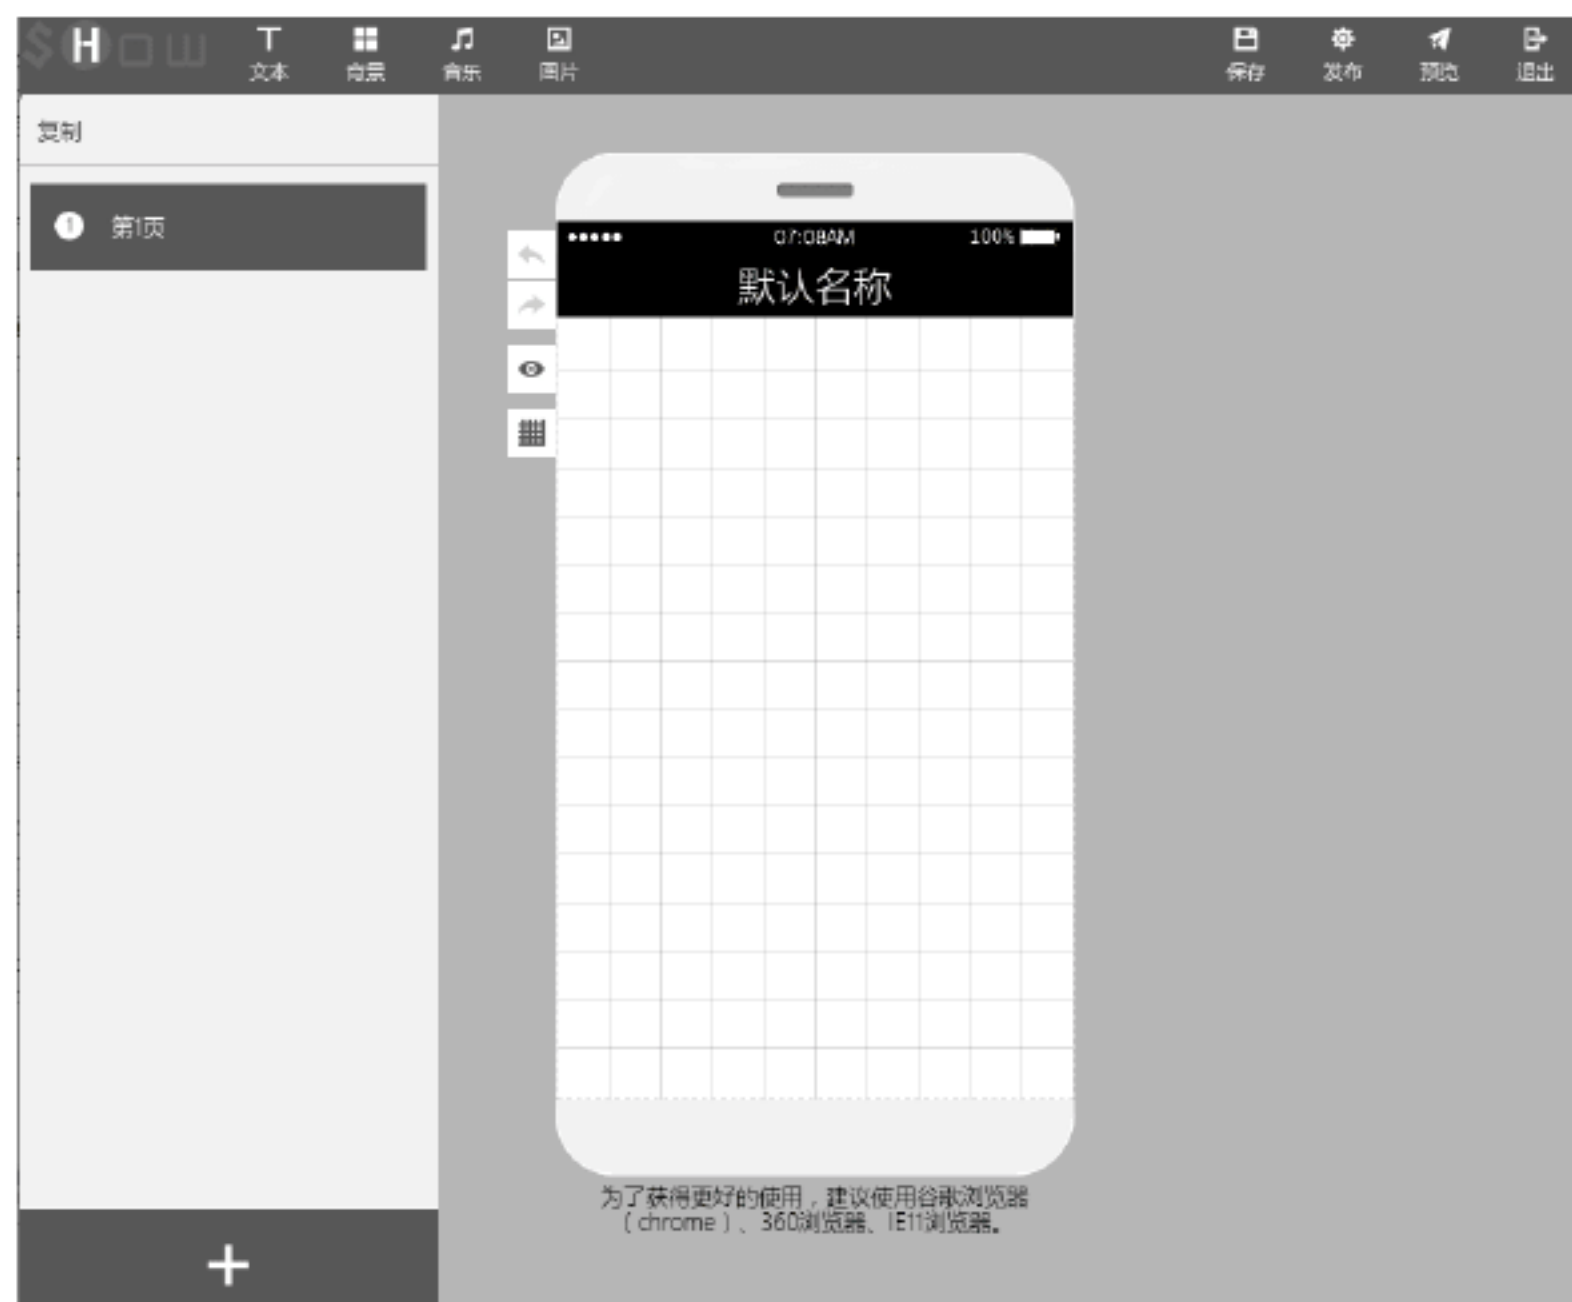 SHOW
文本 背景 音乐 图片 保存 发布 预览 退出
复制
1 第1页
07:08AM 100%
默认名称
为了获得更好的使用，建议使用谷歌浏览器
（chrome）、360浏览器、IE11浏览器。